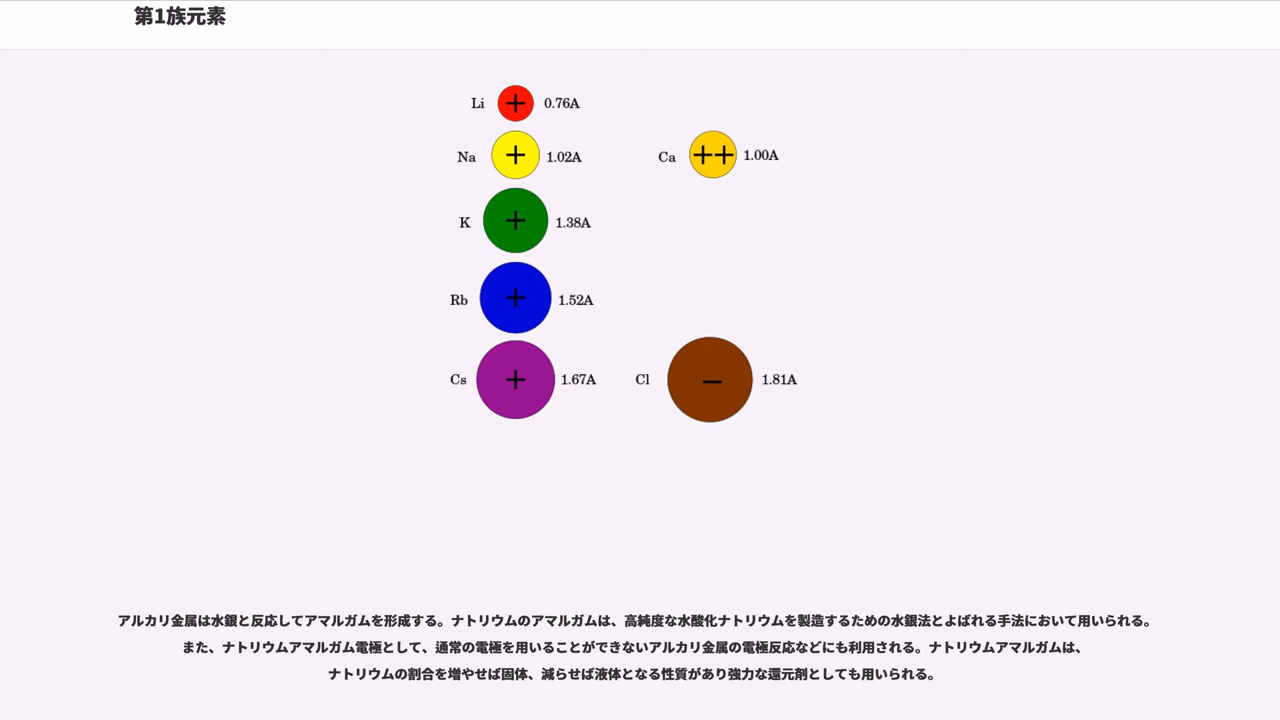 第1族元素
Li + 0.76A
Na + 1.02A Ca ++ 1.00A
K + 1.38A
Rb + 1.52A
Cs + 1.67A Cl − 1.81A
アルカリ金属は水銀と反応してアマルガムを形成する。ナトリウムのアマルガムは、高純度な水酸化ナトリウムを製造するための水銀法とよばれる手法において用いられる。
また、ナトリウムアマルガム電極として、通常の電極を用いることができないアルカリ金属の電極反応などにも利用される。ナトリウムアマルガムは、
ナトリウムの割合を増やせば固体、減らせば液体となる性質があり強力な還元剤としても用いられる。